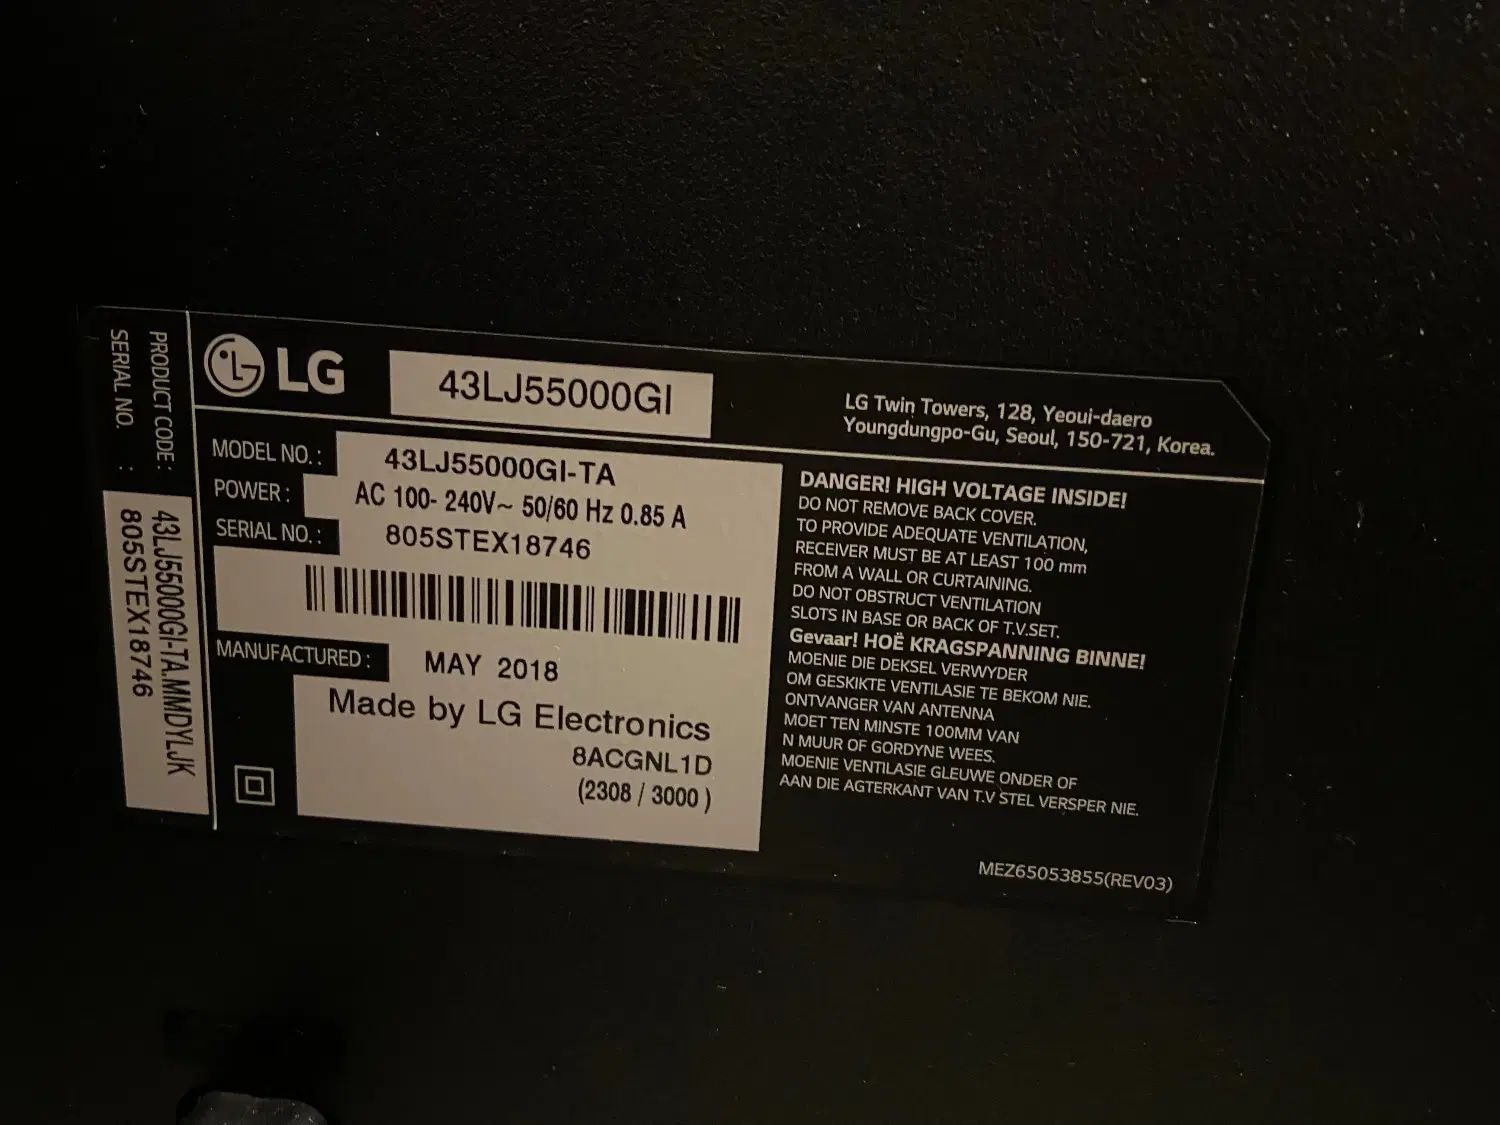 PRODUCT CODE : 43LJ55000GI-TA.MMDYLJK
SERIAL NO. : 805STEX18746
LG
43LJ55000GI
LG Twin Towers, 128, Yeoui-daero
Youngdungpo-Gu, Seoul, 150-721, Korea.
MODEL NO. : 43LJ55000GI-TA
POWER : AC 100- 240V~ 50/60 Hz 0.85 A
SERIAL NO. : 805STEX18746
MANUFACTURED : MAY 2018
Made by LG Electronics
8ACGNL1D
(2308 / 3000 )
DANGER! HIGH VOLTAGE INSIDE!
DO NOT REMOVE BACK COVER.
TO PROVIDE ADEQUATE VENTILATION,
RECEIVER MUST BE AT LEAST 100 mm
FROM A WALL OR CURTAINING.
DO NOT OBSTRUCT VENTILATION
SLOTS IN BASE OR BACK OF T.V.SET.
Gevaar! HOË KRAGSPANNING BINNE!
MOENIE DIE DEKSEL VERWYDER
OM GESKIKTE VENTILASIE TE BEKOM NIE.
ONTVANGER VAN ANTENNA
MOET TEN MINSTE 100MM VAN
N MUUR OF GORDYNE WEES.
MOENIE VENTILASIE GLEUWE ONDER OF
AAN DIE AGTERKANT VAN T.V STEL VERSPER NIE.
MEZ65053855(REV03)